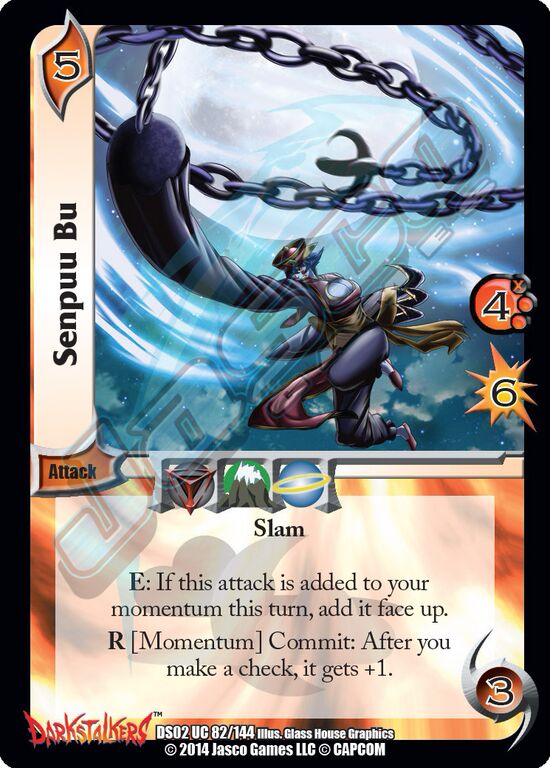 5
Senpuu Bu
4
6
Attack
Slam
E: If this attack is added to your
momentum this turn, add it face up.
R [Momentum] Commit: After you
make a check, it gets +1.
3
DARKSTALKERS™
DS02 UC 82/144 Illus. Glass House Graphics
© 2014 Jasco Games LLC © CAPCOM